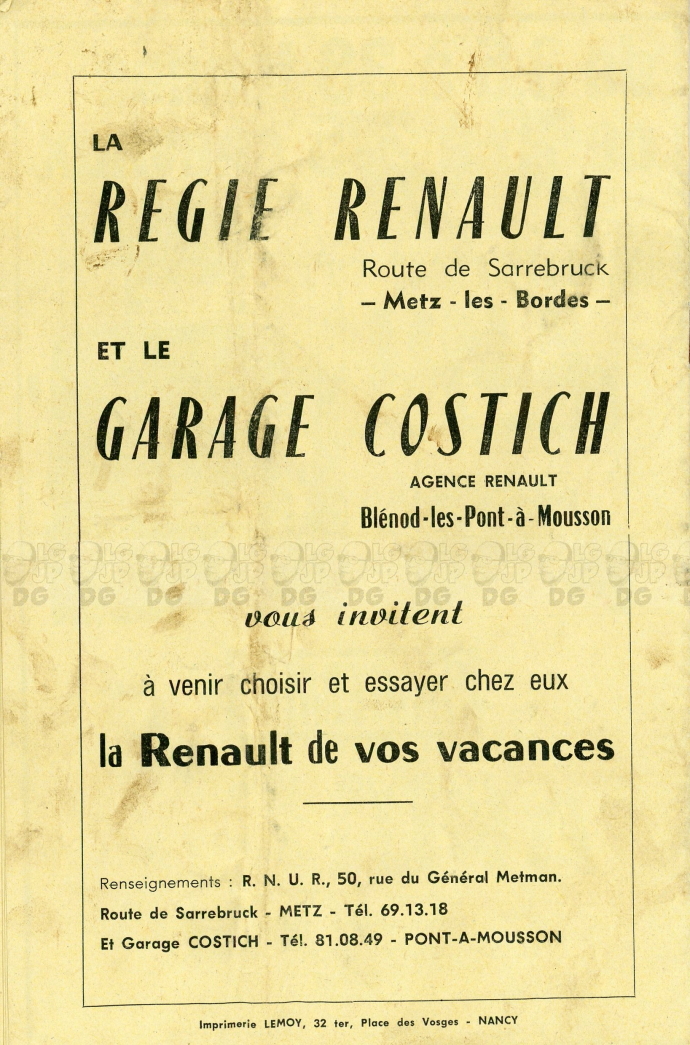 LA
REGIE RENAULT
Route de Sarrebruck
– Metz - les - Bordes –
ET LE
GARAGE COSTICH
AGENCE RENAULT
Blénod-les-Pont-à-Mousson
vous invitent
à venir choisir et essayer chez eux
la Renault de vos vacances
Renseignements : R. N. U. R., 50, rue du Général Metman.
Route de Sarrebruck - METZ - Tél. 69.13.18
Et Garage COSTICH - Tél. 81.08.49 - PONT-A-MOUSSON
Imprimerie LEMOY, 32 ter, Place des Vosges - NANCY